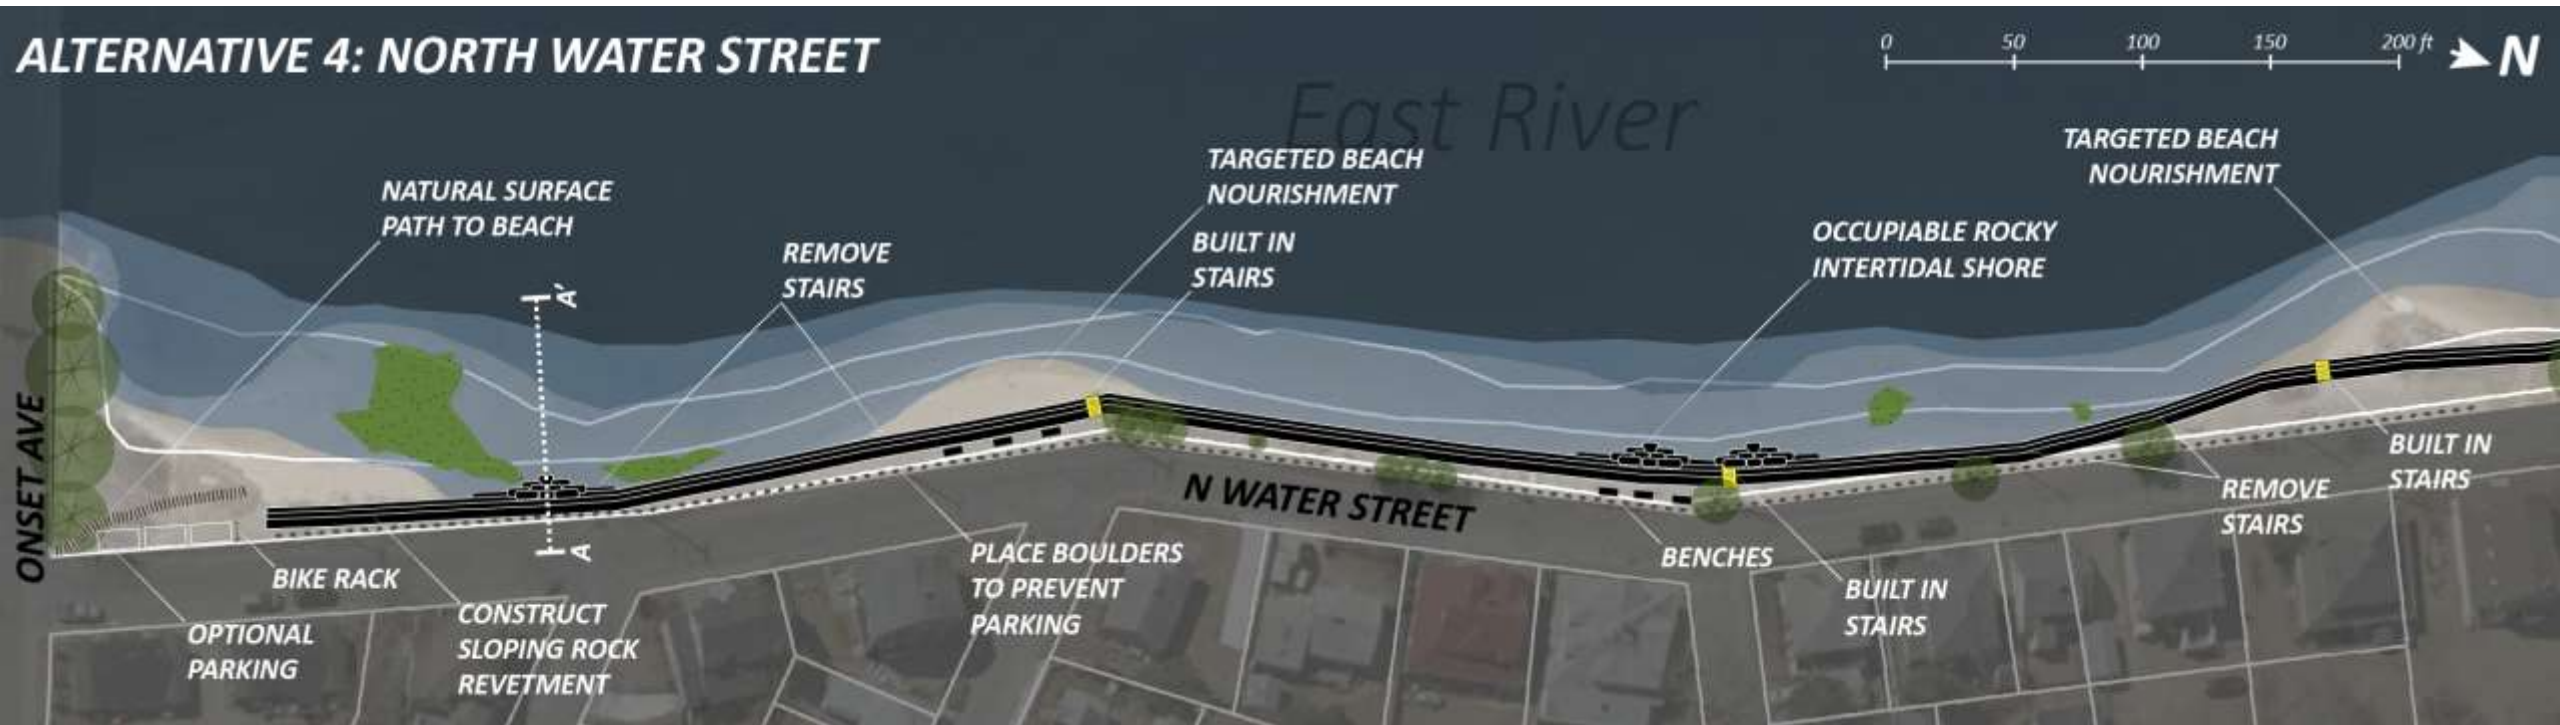 ALTERNATIVE 4: NORTH WATER STREET
0 50 100 150 200 ft
N
East River
TARGETED BEACH
NOURISHMENT
TARGETED BEACH
NOURISHMENT
NATURAL SURFACE
PATH TO BEACH
REMOVE
STAIRS
BUILT IN
STAIRS
OCCUPIABLE ROCKY
INTERTIDAL SHORE
A'
A
ONSET AVE
N WATER STREET
BUILT IN
STAIRS
REMOVE
STAIRS
BENCHES
BUILT IN
STAIRS
PLACE BOULDERS
TO PREVENT
PARKING
BIKE RACK
CONSTRUCT
SLOPING ROCK
REVETMENT
OPTIONAL
PARKING